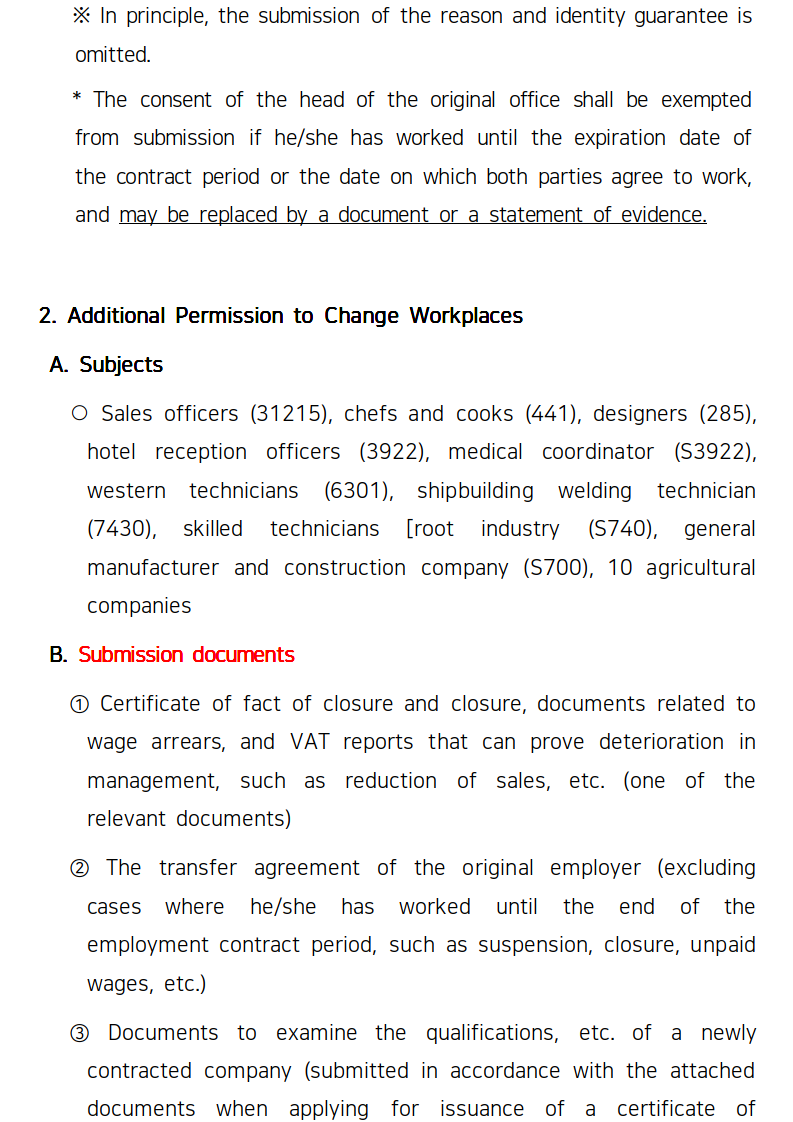 ※ In principle, the submission of the reason and identity guarantee is
omitted.
* The consent of the head of the original office shall be exempted
from submission if he/she has worked until the expiration date of
the contract period or the date on which both parties agree to work,
and may be replaced by a document or a statement of evidence.
2. Additional Permission to Change Workplaces
A. Subjects
○ Sales officers (31215), chefs and cooks (441), designers (285),
hotel reception officers (3922), medical coordinator (S3922),
western technicians (6301), shipbuilding welding technician
(7430), skilled technicians [root industry (S740), general
manufacturer and construction company (S700), 10 agricultural
companies
B. Submission documents
① Certificate of fact of closure and closure, documents related to
wage arrears, and VAT reports that can prove deterioration in
management, such as reduction of sales, etc. (one of the
relevant documents)
② The transfer agreement of the original employer (excluding
cases where he/she has worked until the end of the
employment contract period, such as suspension, closure, unpaid
wages, etc.)
③ Documents to examine the qualifications, etc. of a newly
contracted company (submitted in accordance with the attached
documents when applying for issuance of a certificate of